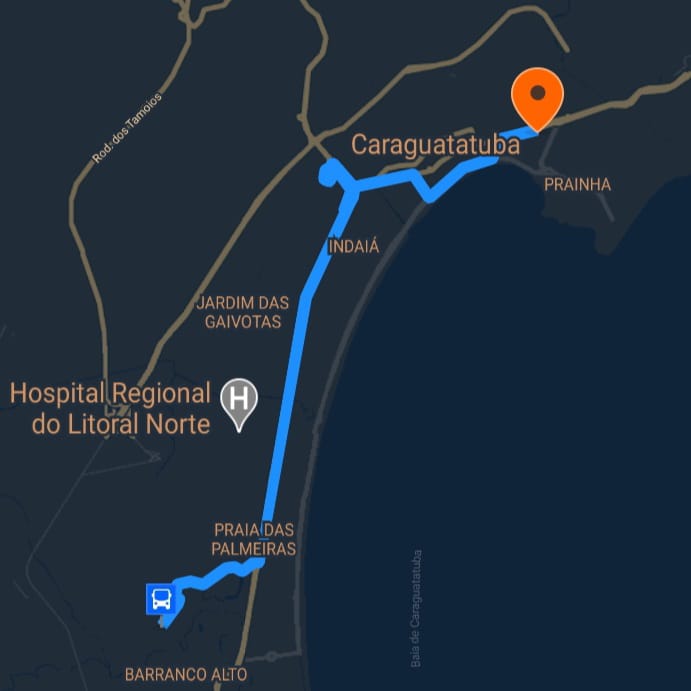 Rod. dos Tamoios
Caraguatatuba
PRAINHA
INDAIÁ
JARDIM DAS
GAIVOTAS
Hospital Regional
do Litoral Norte
H
PRAIA DAS
PALMEIRAS
Baía de Caraguatatuba
BARRANCO ALTO